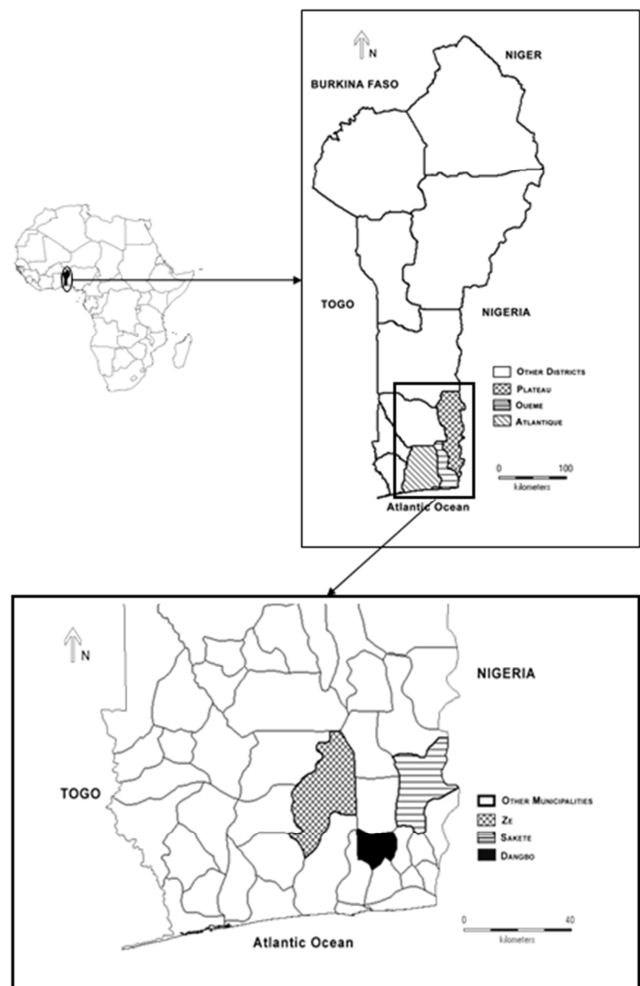 N
NIGER
BURKINA FASO
TOGO
NIGERIA
OTHER DISTRICTS
PLATEAU
OUEME
ATLANTIQUE
0 100
kilometers
Atlantic Ocean
N
NIGERIA
TOGO
OTHER MUNICIPALITIES
ZE
SAKETE
DANGBO
0 40
kilometers
Atlantic Ocean